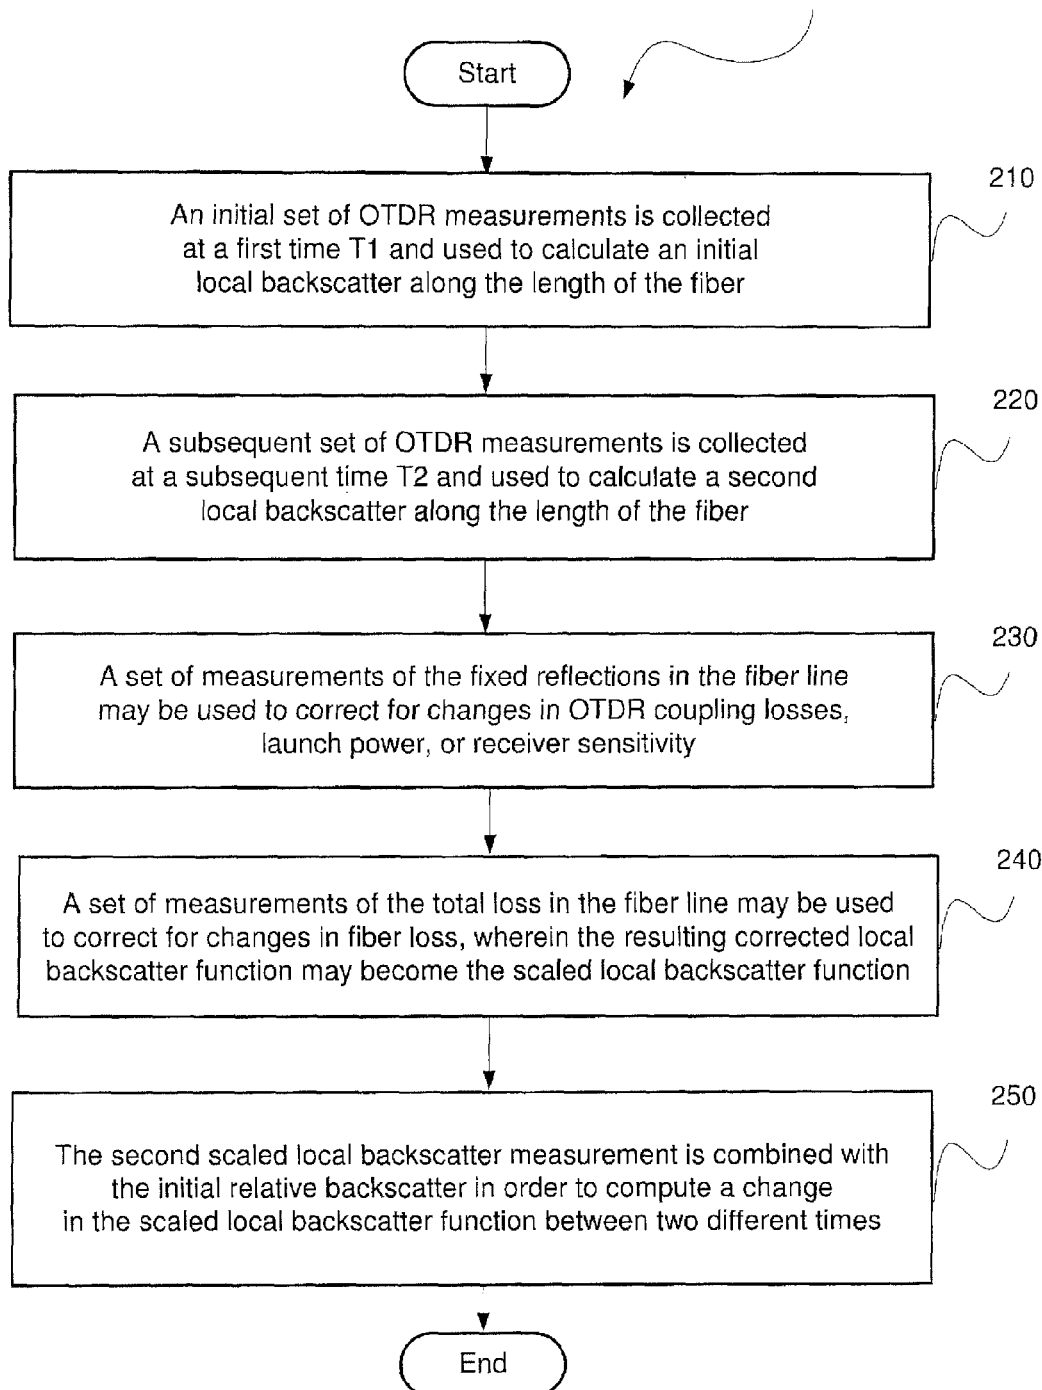 Start
210
An initial set of OTDR measurements is collected
at a first time T1 and used to calculate an initial
local backscatter along the length of the fiber
220
A subsequent set of OTDR measurements is collected
at a subsequent time T2 and used to calculate a second
local backscatter along the length of the fiber
230
A set of measurements of the fixed reflections in the fiber line
may be used to correct for changes in OTDR coupling losses,
launch power, or receiver sensitivity
240
A set of measurements of the total loss in the fiber line may be used
to correct for changes in fiber loss, wherein the resulting corrected local
backscatter function may become the scaled local backscatter function
250
The second scaled local backscatter measurement is combined with
the initial relative backscatter in order to compute a change
in the scaled local backscatter function between two different times
End